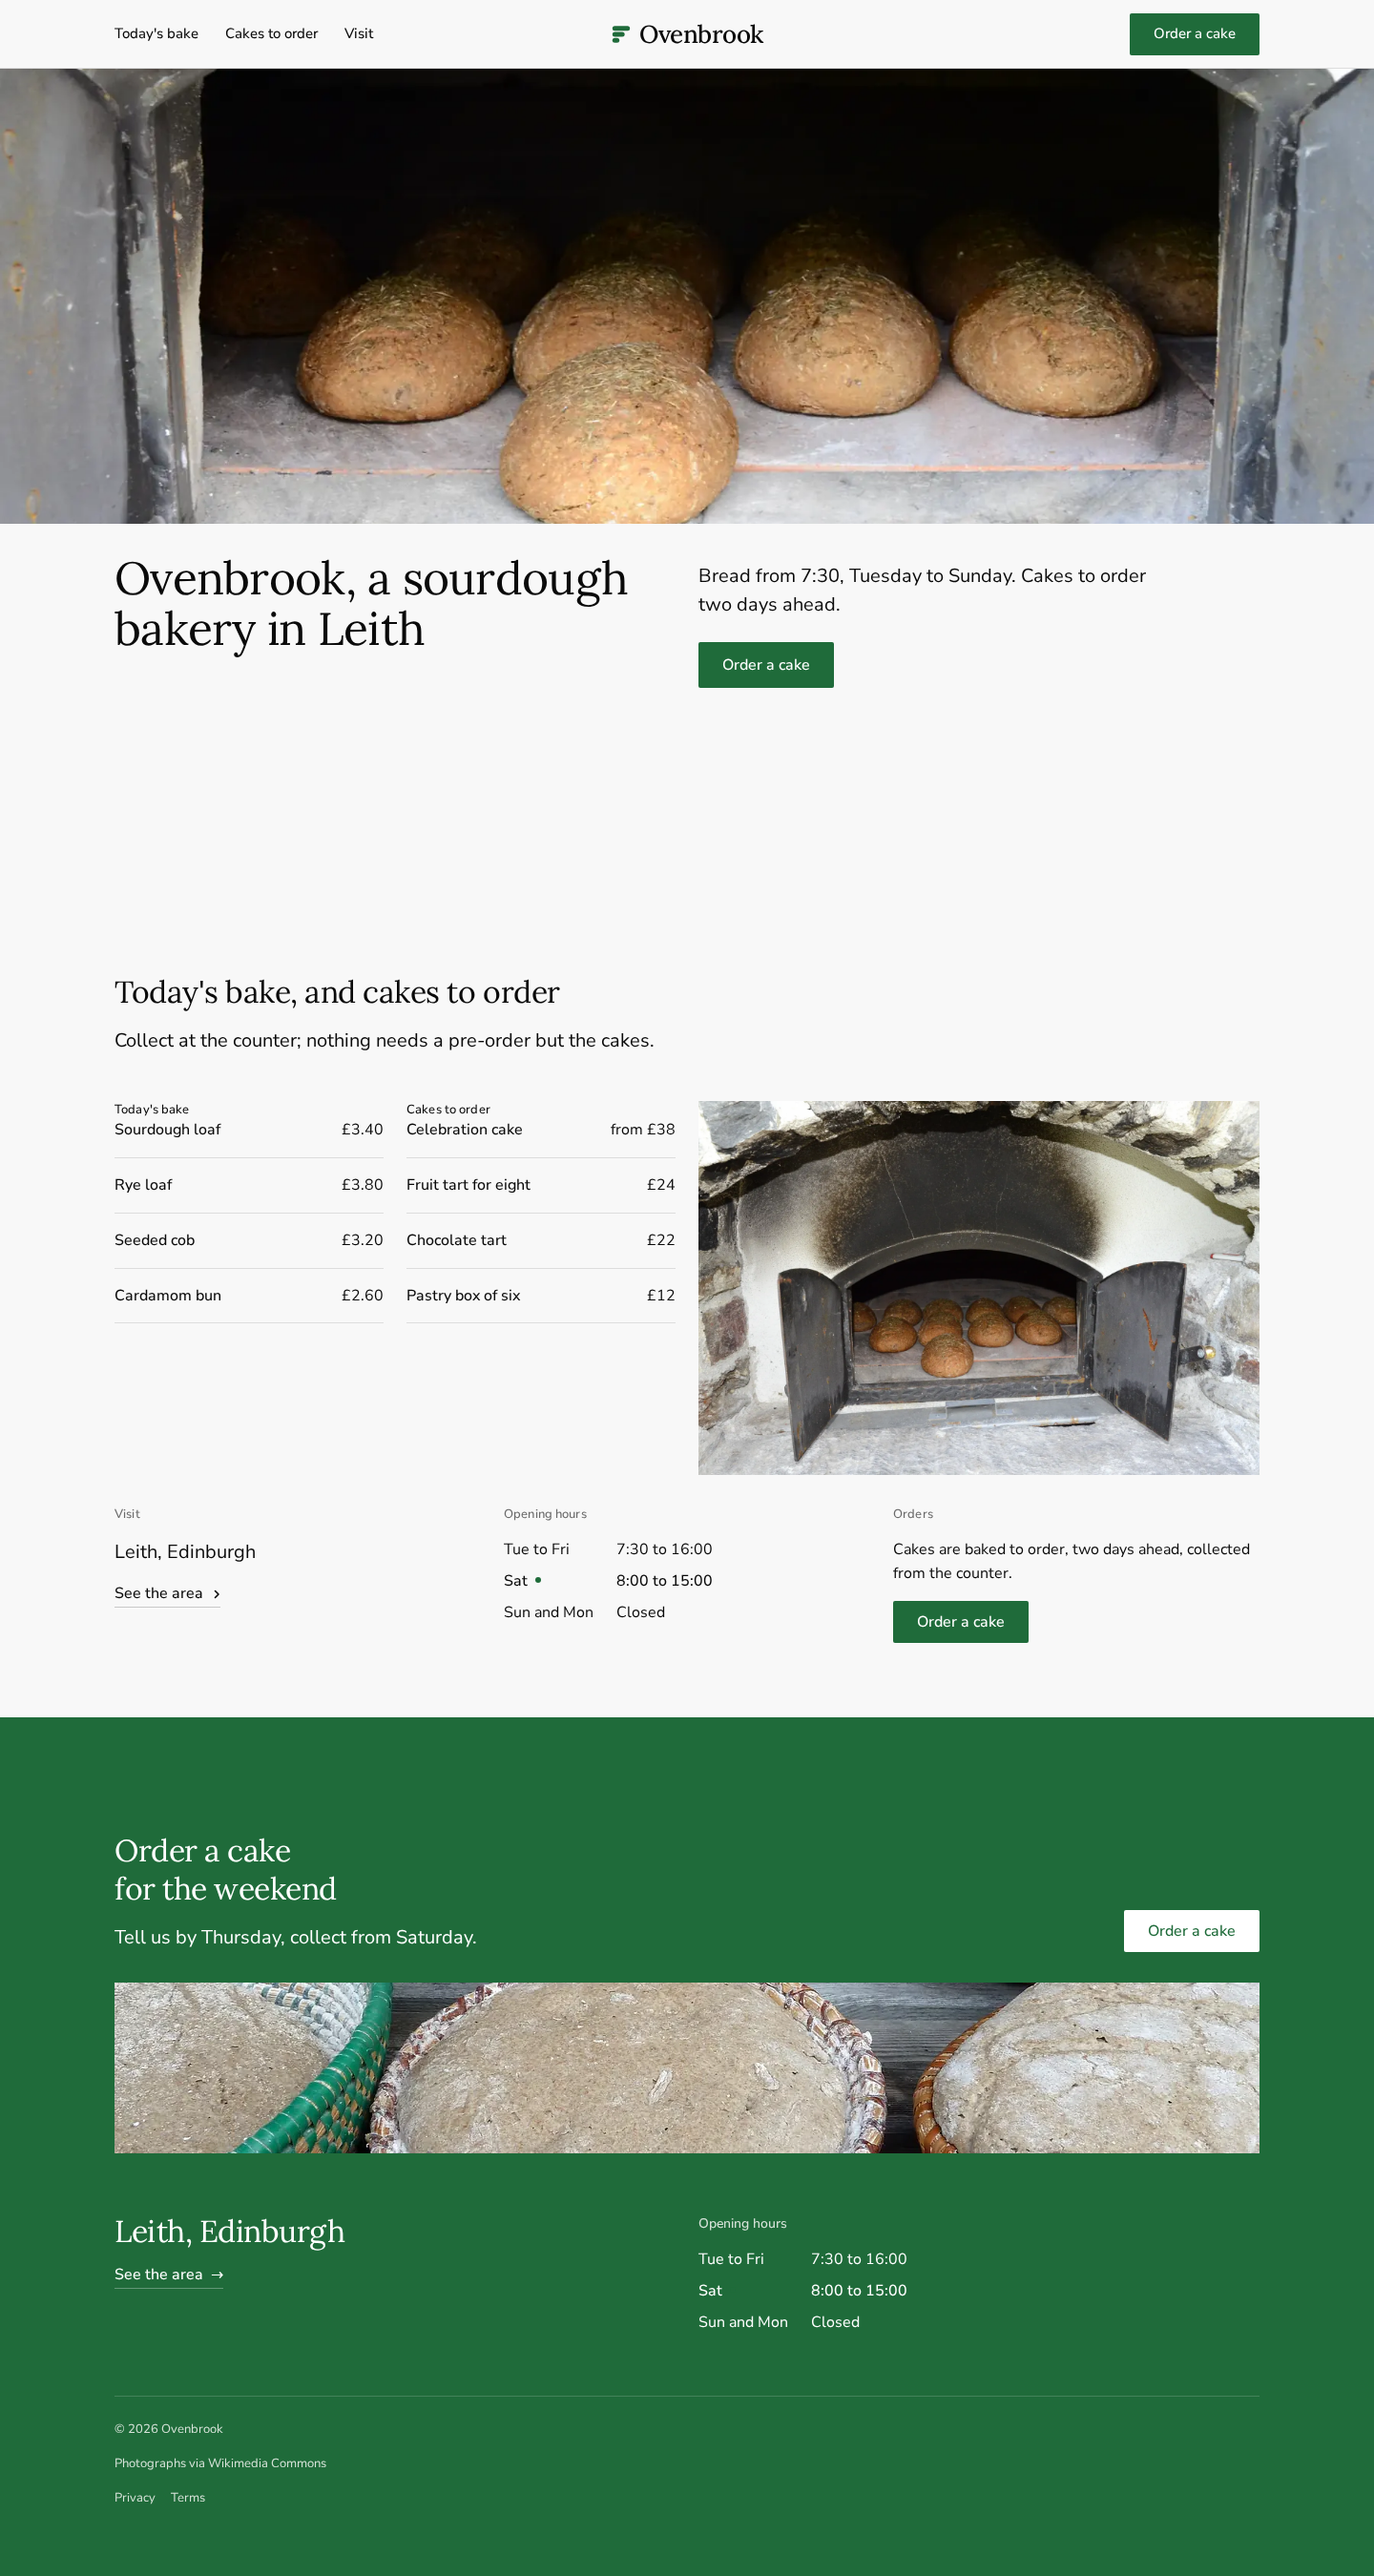 Today's bake
Cakes to order
Visit
Ovenbrook
Order a cake
Ovenbrook, a sourdough
bakery in Leith
Bread from 7:30, Tuesday to Sunday. Cakes to order
two days ahead.
Order a cake
Today's bake, and cakes to order
Collect at the counter; nothing needs a pre-order but the cakes.
Today's bake
Sourdough loaf £3.40
Rye loaf £3.80
Seeded cob £3.20
Cardamom bun £2.60
Cakes to order
Celebration cake from £38
Fruit tart for eight £24
Chocolate tart £22
Pastry box of six £12
Visit
Leith, Edinburgh
See the area
Opening hours
Tue to Fri 7:30 to 16:00
Sat 8:00 to 15:00
Sun and Mon Closed
Orders
Cakes are baked to order, two days ahead, collected
from the counter.
Order a cake
Order a cake
for the weekend
Tell us by Thursday, collect from Saturday.
Order a cake
Leith, Edinburgh
See the area →
Opening hours
Tue to Fri 7:30 to 16:00
Sat 8:00 to 15:00
Sun and Mon Closed
© 2026 Ovenbrook
Photographs via Wikimedia Commons
Privacy Terms